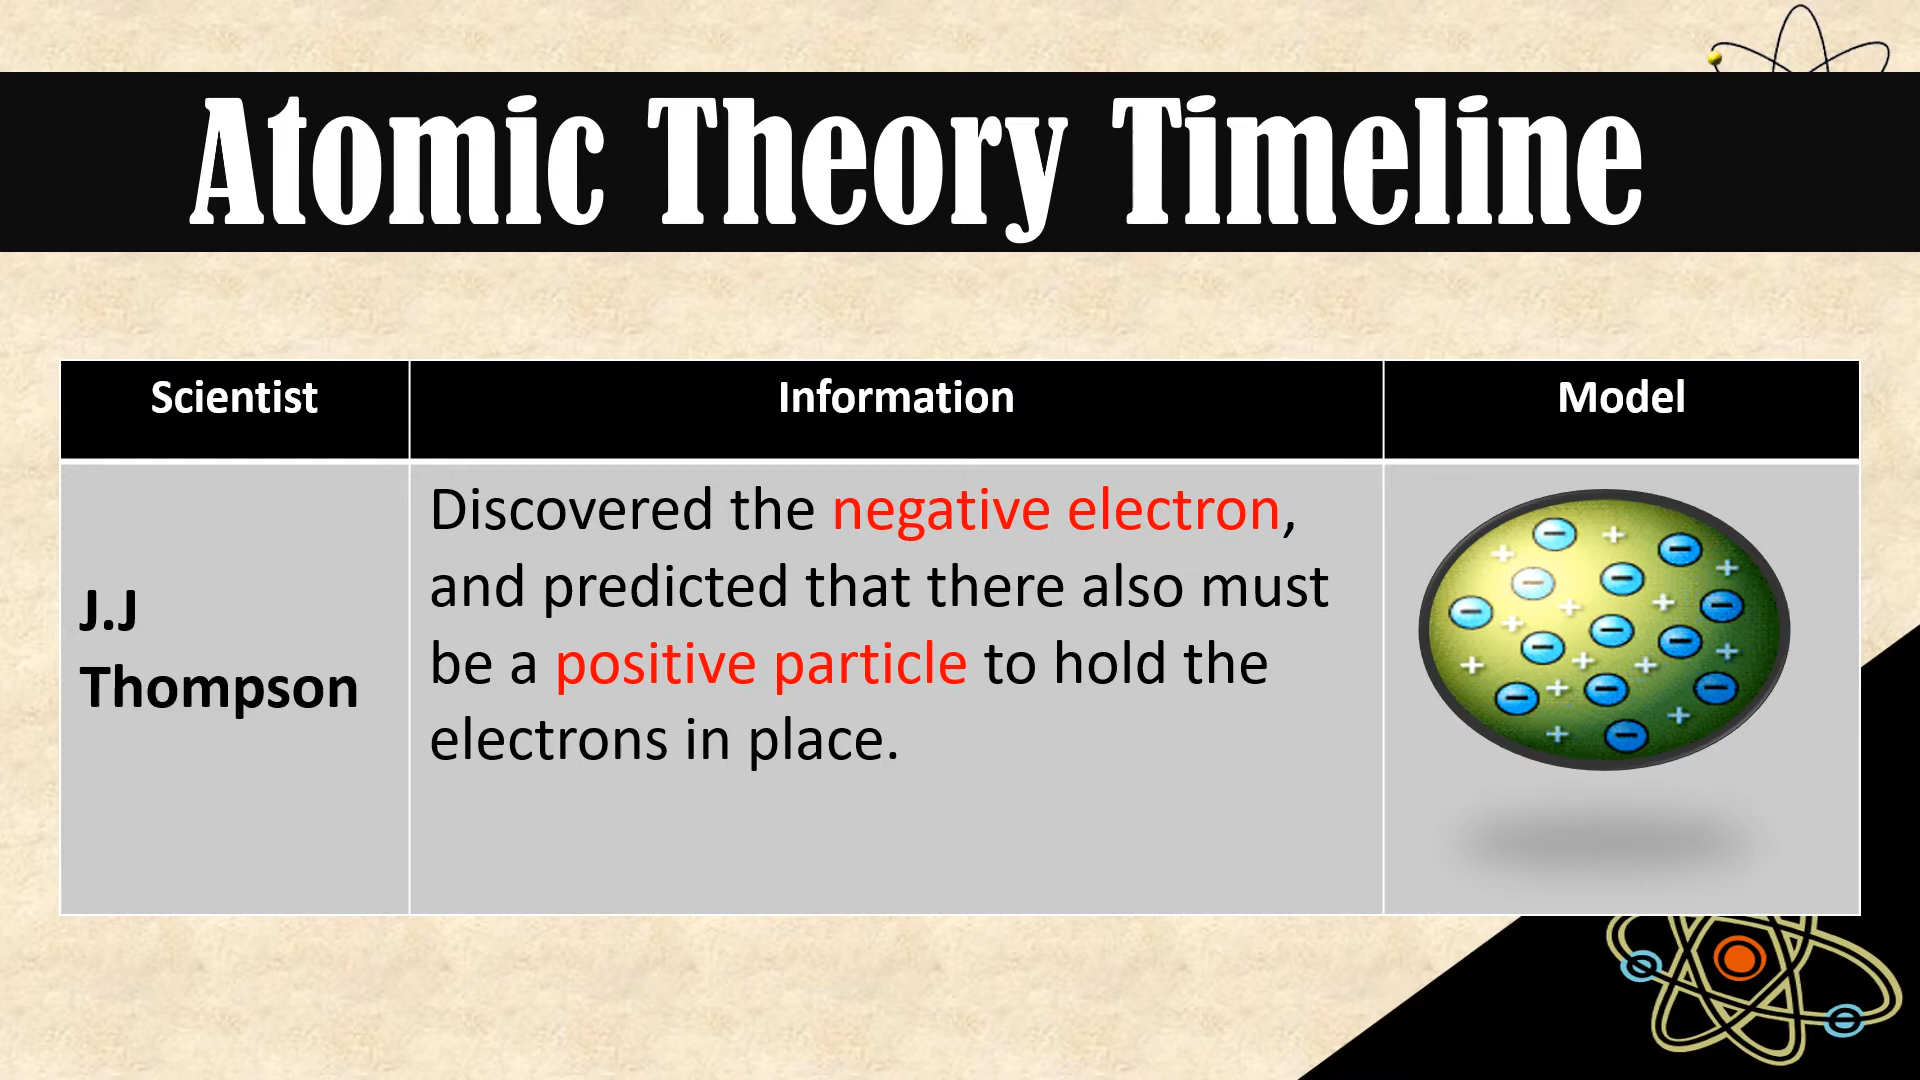 Atomic Theory Timeline
Scientist
Information
Model
J.J
Thompson
Discovered the negative electron,
and predicted that there also must
be a positive particle to hold the
electrons in place.